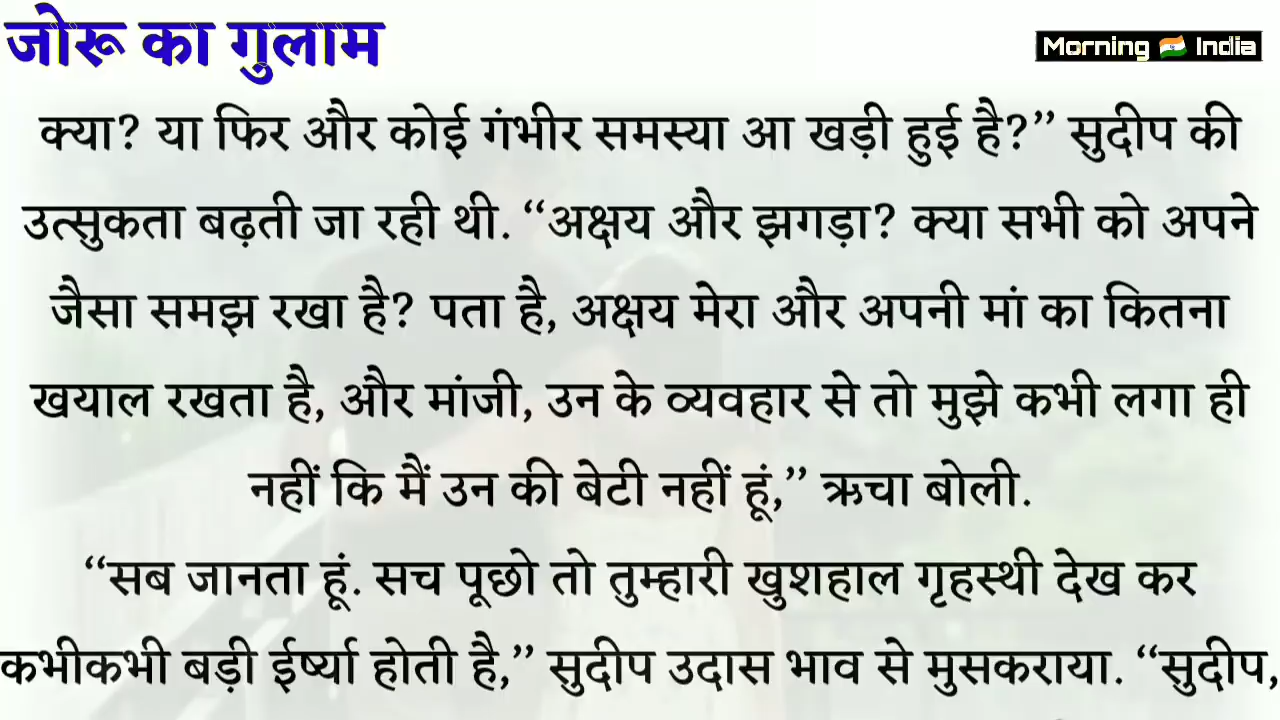 जोरू का गुलाम
Morning India
क्या? या फिर और कोई गंभीर समस्या आ खड़ी हुई है?” सुदीप की
उत्सुकता बढ़ती जा रही थी. “अक्षय और झगड़ा? क्या सभी को अपने
जैसा समझ रखा है? पता है, अक्षय मेरा और अपनी मां का कितना
खयाल रखता है, और मांजी, उन के व्यवहार से तो मुझे कभी लगा ही
नहीं कि मैं उन की बेटी नहीं हूं,” ऋचा बोली.
“सब जानता हूं. सच पूछो तो तुम्हारी खुशहाल गृहस्थी देख कर
कभीकभी बड़ी ईर्ष्या होती है,” सुदीप उदास भाव से मुसकराया. “सुदीप,